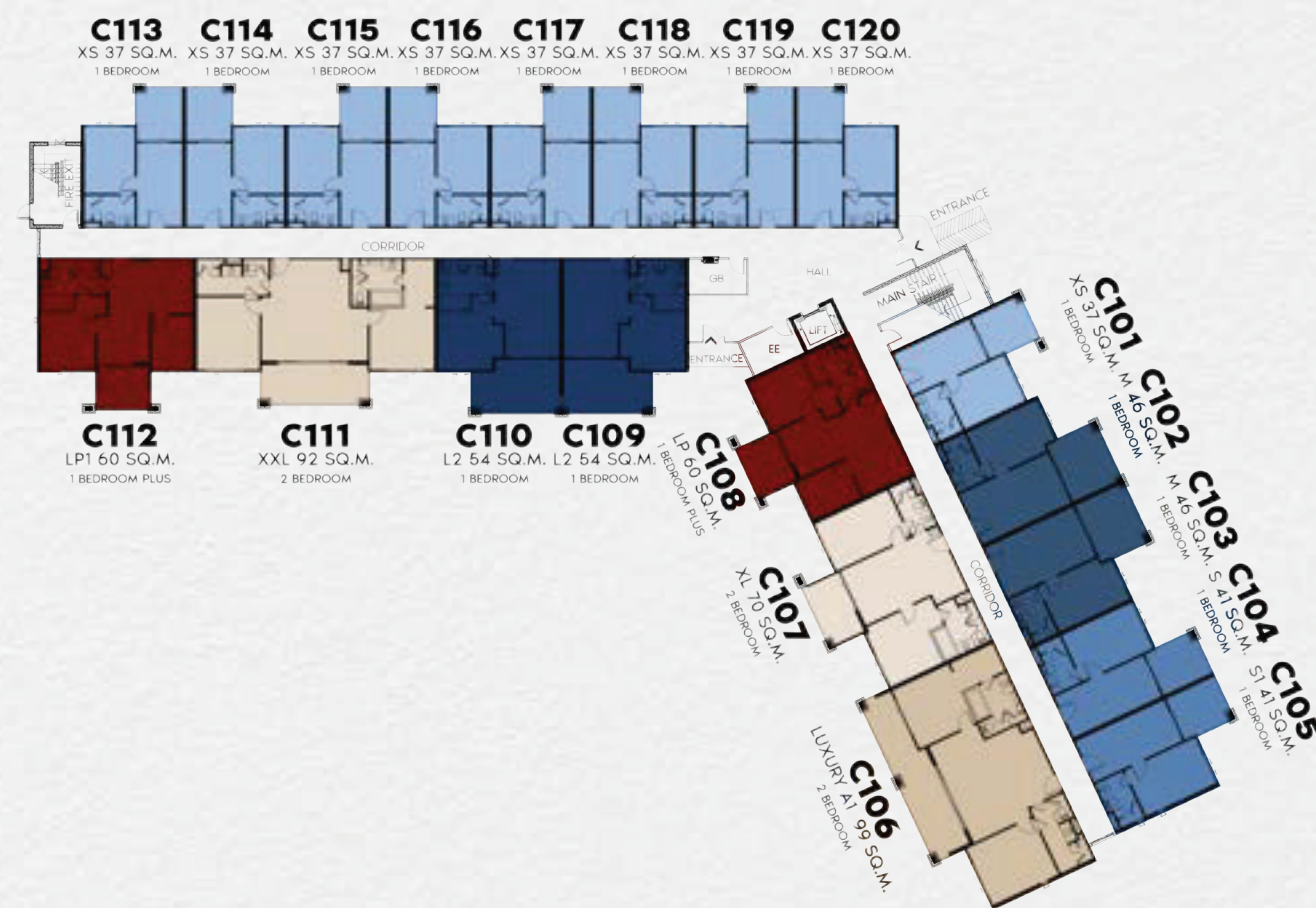 C113
XS 37 SQ.M.
1 BEDROOM
C114
XS 37 SQ.M.
1 BEDROOM
C115
XS 37 SQ.M.
1 BEDROOM
C116
XS 37 SQ.M.
1 BEDROOM
C117
XS 37 SQ.M.
1 BEDROOM
C118
XS 37 SQ.M.
1 BEDROOM
C119
XS 37 SQ.M.
1 BEDROOM
C120
XS 37 SQ.M.
1 BEDROOM
FIRE EXIT
CORRIDOR
ENTRANCE
HALL
GB
MAIN STAIR
LIFT
EE
ENTRANCE
C112
LP1 60 SQ.M.
1 BEDROOM PLUS
C111
XXL 92 SQ.M.
2 BEDROOM
C110
L2 54 SQ.M.
1 BEDROOM
C109
L2 54 SQ.M.
1 BEDROOM
C101
XS 37 SQ.M.
1 BEDROOM
C102
M 46 SQ.M.
1 BEDROOM
C103
M 46 SQ.M.
1 BEDROOM
C104
S 41 SQ.M.
1 BEDROOM
C105
S1 41 SQ.M.
1 BEDROOM
CORRIDOR
C108
LP 60 SQ.M.
1 BEDROOM PLUS
C107
XL 70 SQ.M.
2 BEDROOM
C106
LUXURY A1 99 SQ.M.
2 BEDROOM